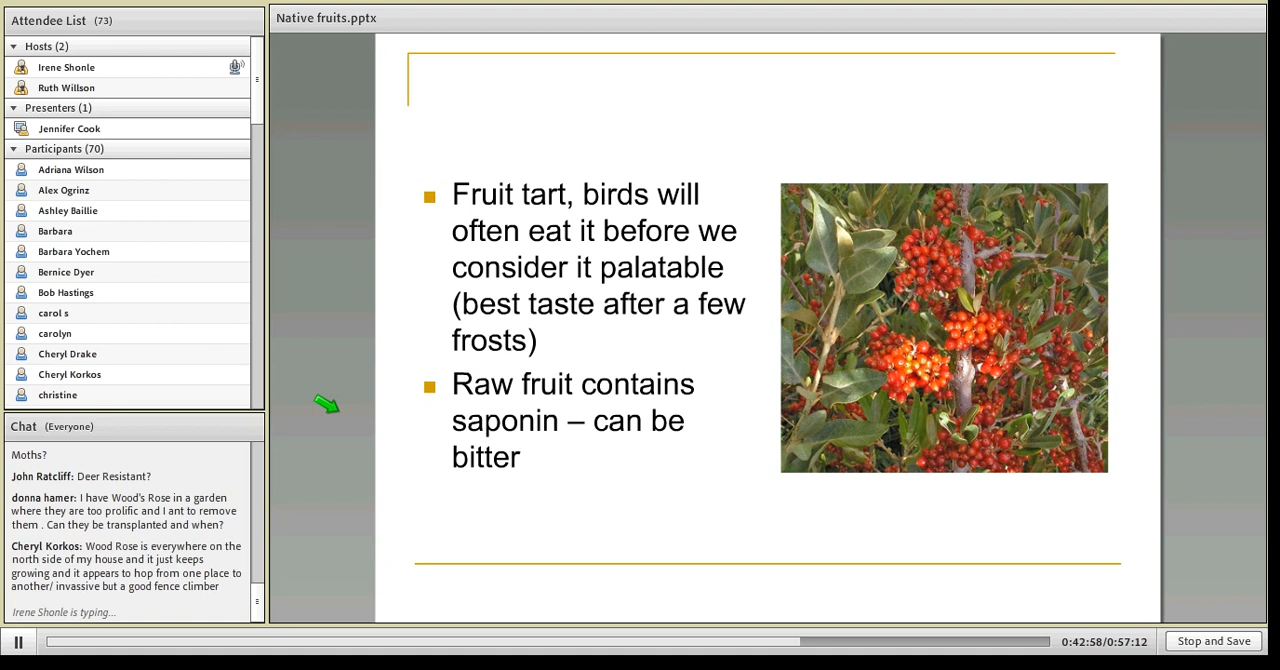 Attendee List (73)
Hosts (2)
Irene Shonle
Ruth Willson
Presenters (1)
Jennifer Cook
Participants (70)
Adriana Wilson
Alex Ogrinz
Ashley Baillie
Barbara
Barbara Yochem
Bernice Dyer
Bob Hastings
carol s
carolyn
Cheryl Drake
Cheryl Korkos
christine
Chat (Everyone)
Moths?
John Ratcliff: Deer Resistant?
donna hamer: I have Wood's Rose in a garden
where they are too prolific and I ant to remove
them . Can they be transplanted and when?
Cheryl Korkos: Wood Rose is everywhere on the
north side of my house and it just keeps
growing and it appears to hop from one place to
another/ invassive but a good fence climber
Irene Shonle is typing...
Native fruits.pptx
Fruit tart, birds will
often eat it before we
consider it palatable
(best taste after a few
frosts)
Raw fruit contains
saponin – can be
bitter
0:42:58/0:57:12
Stop and Save